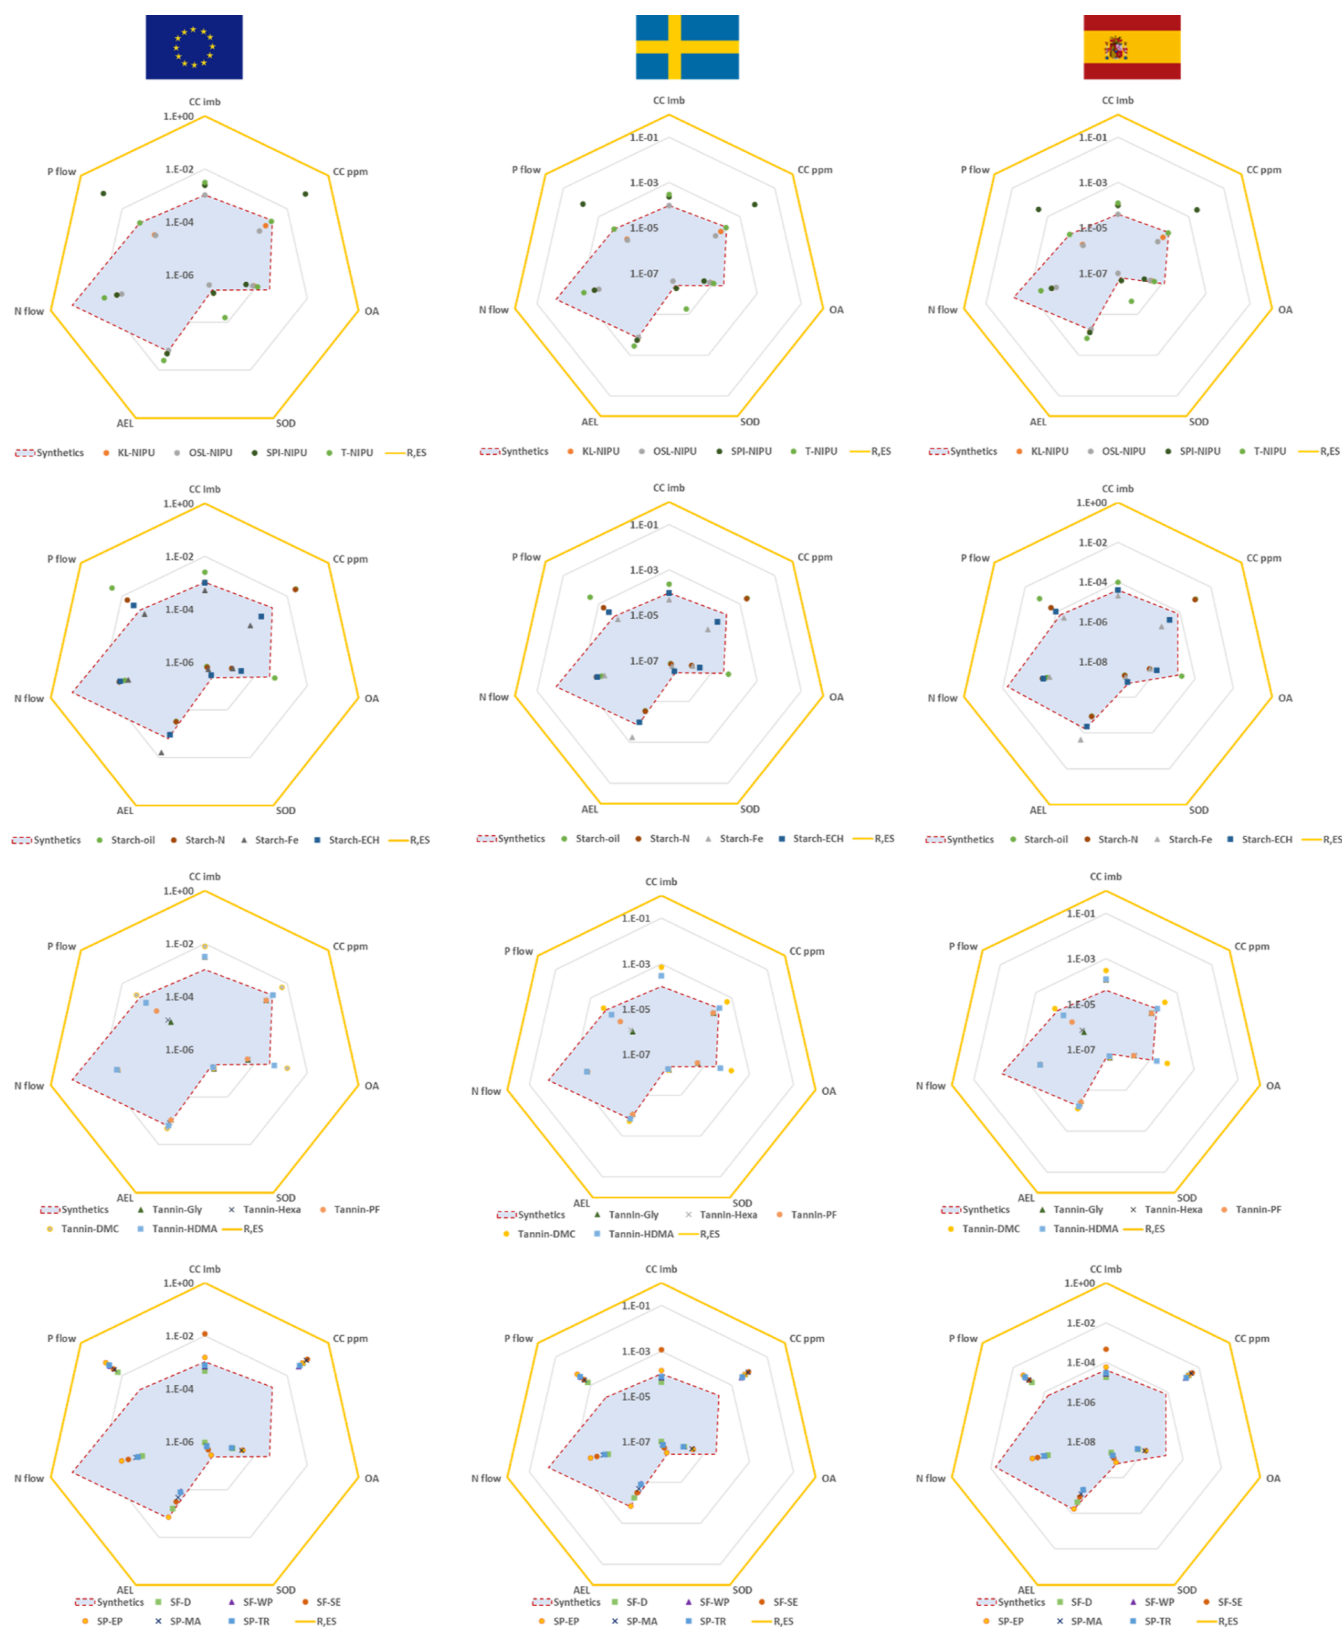 CC imb
1.E+00
P flow
CC ppm
1.E-02
1.E-04
1.E-06
N flow
OA
AEL
SOD
Synthetics KL-NIPU OSL-NIPU SPI-NIPU T-NIPU R,ES
CC imb
1.E-01
P flow
CC ppm
1.E-03
1.E-05
1.E-07
N flow
OA
AEL
SOD
Synthetics KL-NIPU OSL-NIPU SPI-NIPU T-NIPU R,ES
CC imb
1.E-01
P flow
CC ppm
1.E-03
1.E-05
1.E-07
N flow
OA
AEL
SOD
Synthetics KL-NIPU OSL-NIPU SPI-NIPU T-NIPU R,ES
CC imb
1.E+00
P flow
CC ppm
1.E-02
1.E-04
1.E-06
N flow
OA
AEL
SOD
Synthetics Starch-oil Starch-N Starch-Fe Starch-ECH R,ES
CC imb
1.E-01
P flow
CC ppm
1.E-03
1.E-05
1.E-07
N flow
OA
AEL
SOD
Synthetics Starch-oil Starch-N Starch-Fe Starch-ECH R,ES
CC imb
1.E+00
P flow
CC ppm
1.E-02
1.E-04
1.E-06
1.E-08
N flow
OA
AEL
SOD
Synthetics Starch-oil Starch-N Starch-Fe Starch-ECH R,ES
CC imb
1.E+00
P flow
CC ppm
1.E-02
1.E-04
1.E-06
N flow
OA
AEL
SOD
Synthetics Tannin-Gly Tannin-Hexa Tannin-PF
Tannin-DMC Tannin-HDMA R,ES
CC imb
1.E-01
P flow
CC ppm
1.E-03
1.E-05
1.E-07
N flow
OA
AEL
SOD
Synthetics Tannin-Gly Tannin-Hexa Tannin-PF
Tannin-DMC Tannin-HDMA R,ES
CC imb
1.E-01
P flow
CC ppm
1.E-03
1.E-05
1.E-07
N flow
OA
AEL
SOD
Synthetics Tannin-Gly Tannin-Hexa Tannin-PF
Tannin-DMC Tannin-HDMA R,ES
CC imb
1.E+00
P flow
CC ppm
1.E-02
1.E-04
1.E-06
N flow
OA
AEL
SOD
Synthetics SF-D SF-WP SF-SE
SP-EP SP-MA SP-TR R,ES
CC imb
1.E-01
P flow
CC ppm
1.E-03
1.E-05
1.E-07
N flow
OA
AEL
SOD
Synthetics SF-D SF-WP SF-SE
SP-EP SP-MA SP-TR R,ES
CC imb
1.E+00
P flow
CC ppm
1.E-02
1.E-04
1.E-06
1.E-08
N flow
OA
AEL
SOD
Synthetics SF-D SF-WP SF-SE
SP-EP SP-MA SP-TR R,ES